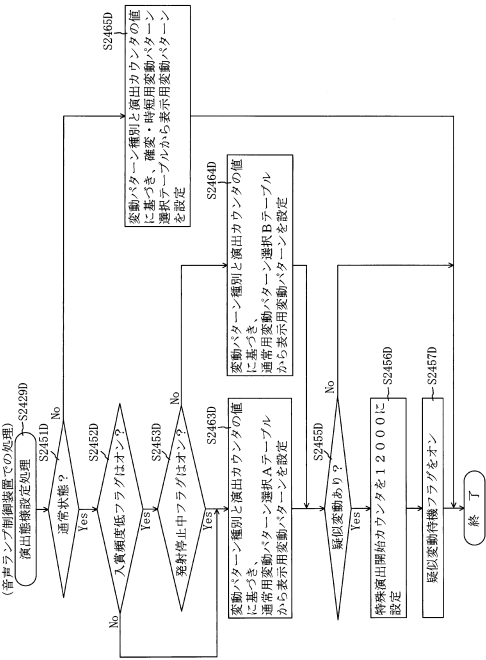 (音声ランプ制御装置での処理)
演出態様設定処理
S2429D
通常状態?
S2451D
No
Yes
入賞頻度低フラグはオン?
S2452D
No
Yes
発射停止中フラグはオン?
S2453D
No
Yes
変動パターン種別と演出カウンタの値
に基づき、
通常用変動パターン選択Aテーブル
から表示用変動パターンを設定
S2463D
変動パターン種別と演出カウンタの値
に基づき、
通常用変動パターン選択Bテーブル
から表示用変動パターンを設定
S2464D
変動パターン種別と演出カウンタの値
に基づき、確変・時短用変動パターン
選択テーブルから表示用変動パターン
を設定
S2465D
疑似変動あり?
S2455D
No
Yes
特殊演出開始カウンタを12000に
設定
S2456D
疑似変動待機フラグをオン
S2457D
終了